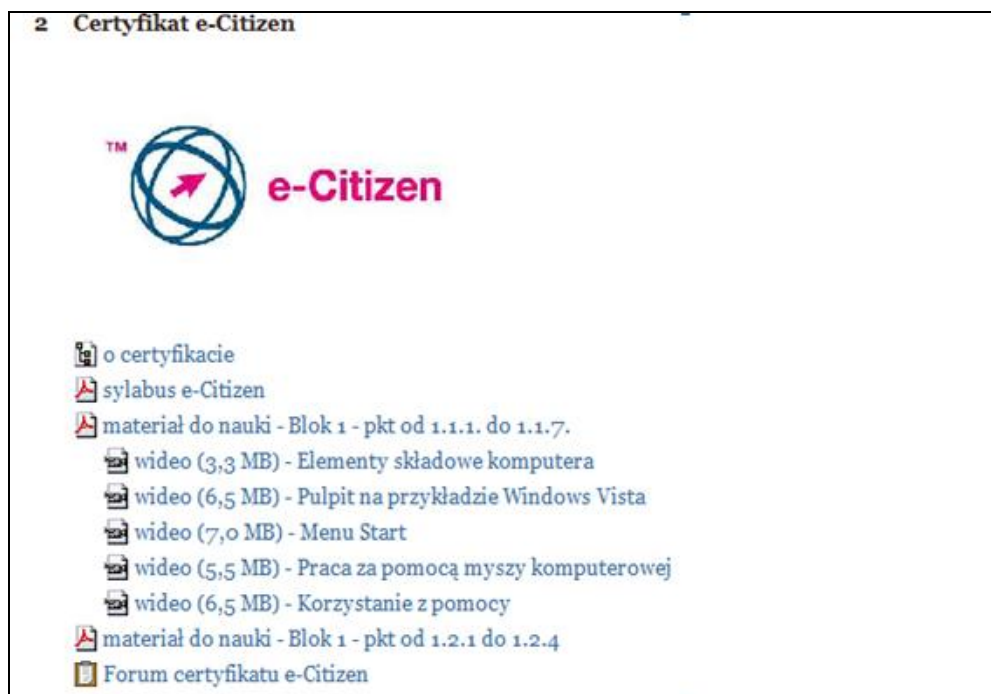 2 Certyfikat e-Citizen
TM
e-Citizen
o certyfikacie
sylabus e-Citizen
materiał do nauki - Blok 1 - pkt od 1.1.1. do 1.1.7.
wideo (3,3 MB) - Elementy składowe komputera
wideo (6,5 MB) - Pulpit na przykładzie Windows Vista
wideo (7,0 MB) - Menu Start
wideo (5,5 MB) - Praca za pomocą myszy komputerowej
wideo (6,5 MB) - Korzystanie z pomocy
materiał do nauki - Blok 1 - pkt od 1.2.1 do 1.2.4
Forum certyfikatu e-Citizen